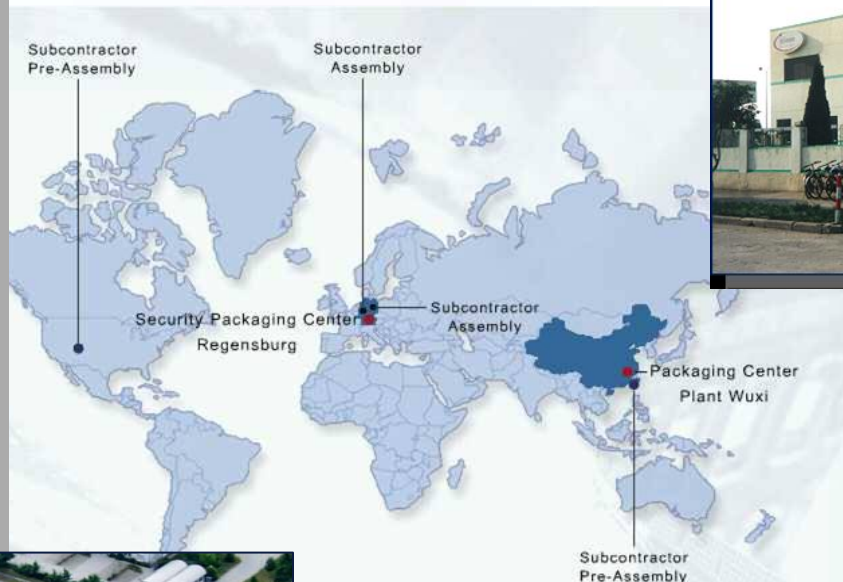 Subcontractor
Pre-Assembly
Subcontractor
Assembly
Security Packaging Center
Regensburg
Subcontractor
Assembly
Packaging Center
Plant Wuxi
Subcontractor
Pre-Assembly